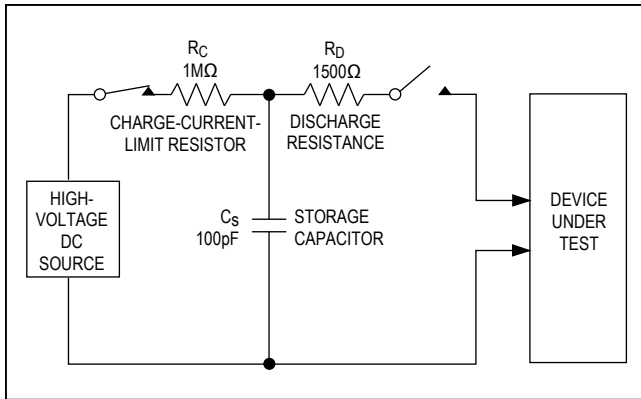 R_C
1MΩ
CHARGE-CURRENT-
LIMIT RESISTOR
R_D
1500Ω
DISCHARGE
RESISTANCE
HIGH-
VOLTAGE
DC
SOURCE
C_S
100pF
STORAGE
CAPACITOR
DEVICE
UNDER
TEST